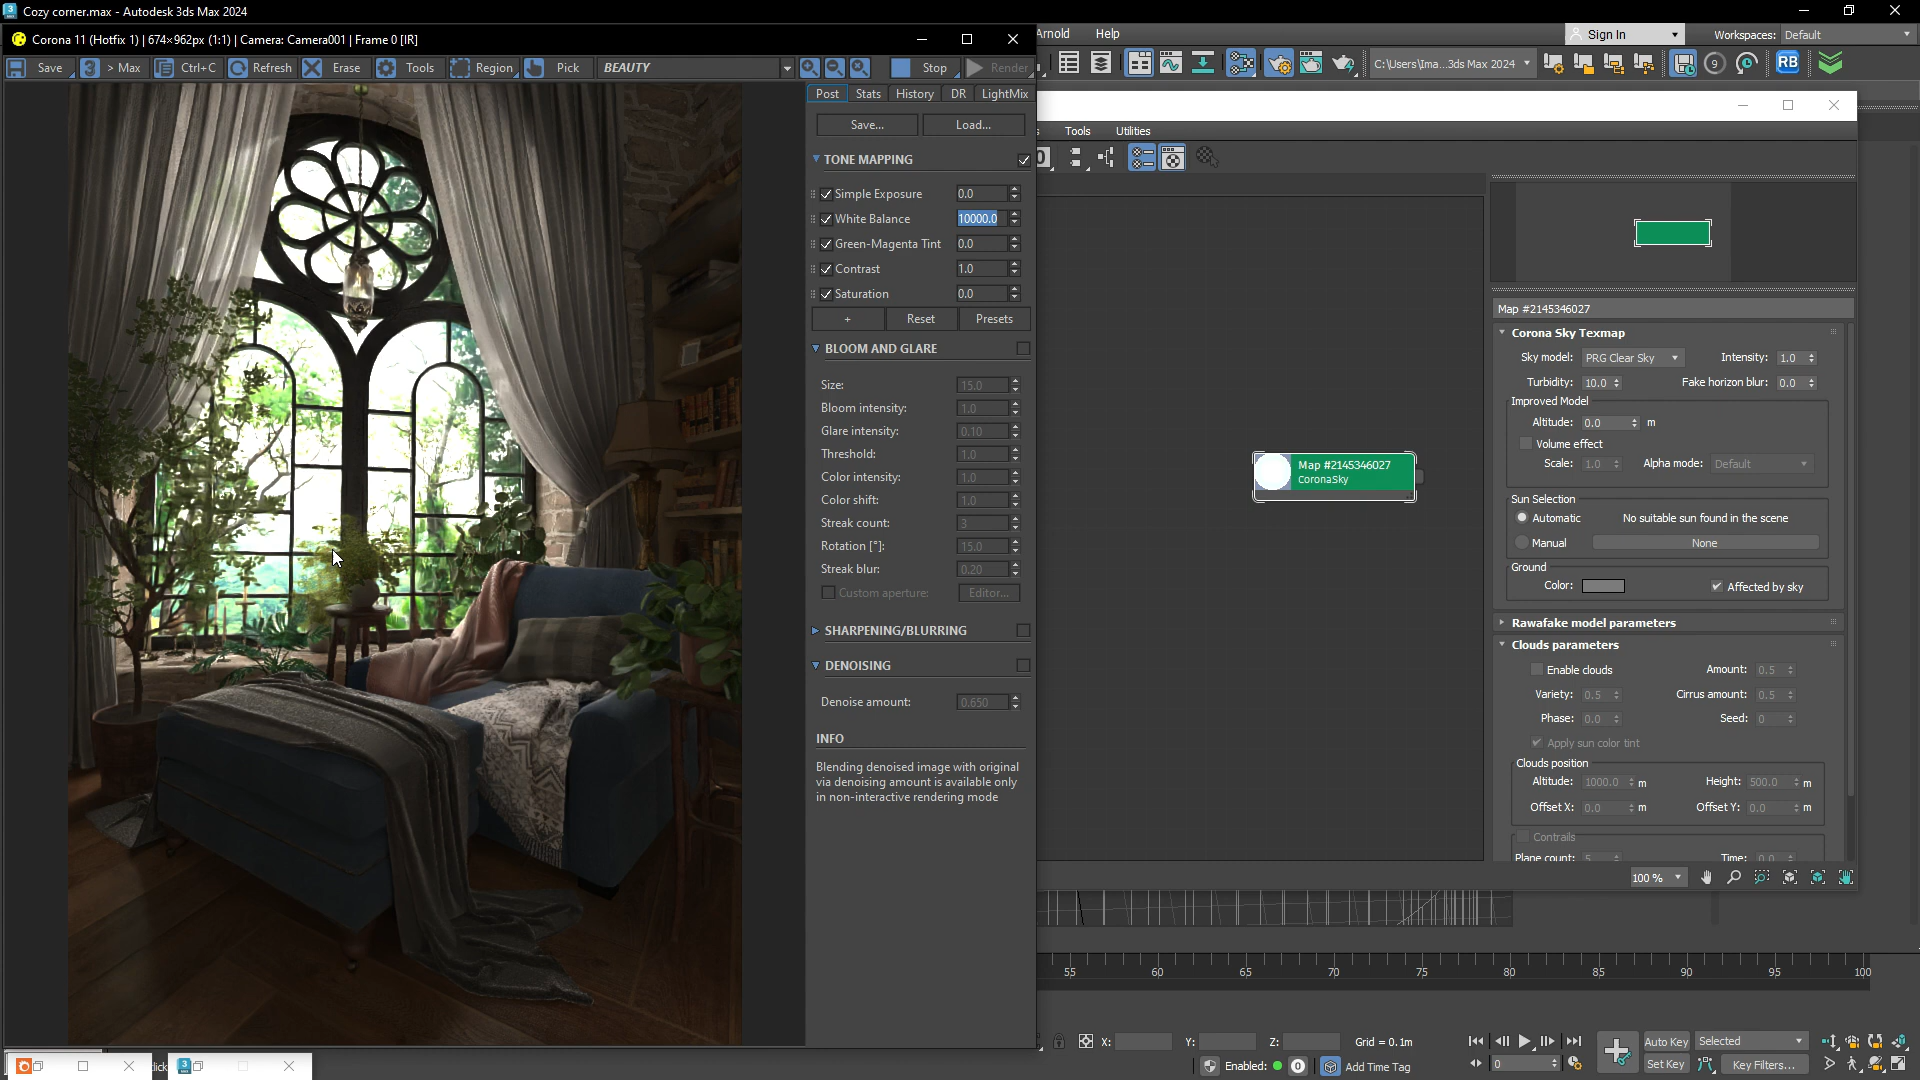 Cozy corner.max - Autodesk 3ds Max 2024
Corona 11 (Hotfix 1) | 674×962px (1:1) | Camera: Camera001 | Frame 0 [IR]
Arnold Help
Sign In
Workspaces: Default
Save > Max Ctrl+C Refresh Erase Tools Region Pick BEAUTY Stop Render
C:\Users\Ima...3ds Max 2024
9
RB
Post Stats History DR LightMix
Save... Load...
Tools Utilities
TONE MAPPING
Simple Exposure 0.0
White Balance 10000.0
Green-Magenta Tint 0.0
Contrast 1.0
Saturation 0.0
+ Reset Presets
BLOOM AND GLARE
Size: 15.0
Bloom intensity: 1.0
Glare intensity: 0.10
Threshold: 1.0
Color intensity: 1.0
Color shift: 1.0
Streak count: 3
Rotation [°]: 15.0
Streak blur: 0.20
Custom aperture: Editor...
SHARPENING/BLURRING
DENOISING
Denoise amount: 0.650
INFO
Blending denoised image with original
via denoising amount is available only
in non-interactive rendering mode
Map #2145346027
CoronaSky
Map #2145346027
Corona Sky Texmap
Sky model: PRG Clear Sky Intensity: 1.0
Turbidity: 10.0 Fake horizon blur: 0.0
Improved Model
Altitude: 0.0 m
Volume effect
Scale: 1.0 Alpha mode: Default
Sun Selection
Automatic No suitable sun found in the scene
Manual None
Ground
Color: Affected by sky
Rawafake model parameters
Clouds parameters
Enable clouds Amount: 0.5
Variety: 0.5 Cirrus amount: 0.5
Phase: 0.0 Seed: 0
Apply sun color tint
Clouds position
Altitude: 1000.0 m Height: 500.0 m
Offset X: 0.0 m Offset Y: 0.0 m
Contrails
Plane count: 5 Time: 0.0
100 %
55 60 65 70 75 80 85 90 95 100
X: Y: Z: Grid = 0.1m
Enabled: 0 Add Time Tag
0
Auto Key Selected
Set Key Key Filters...